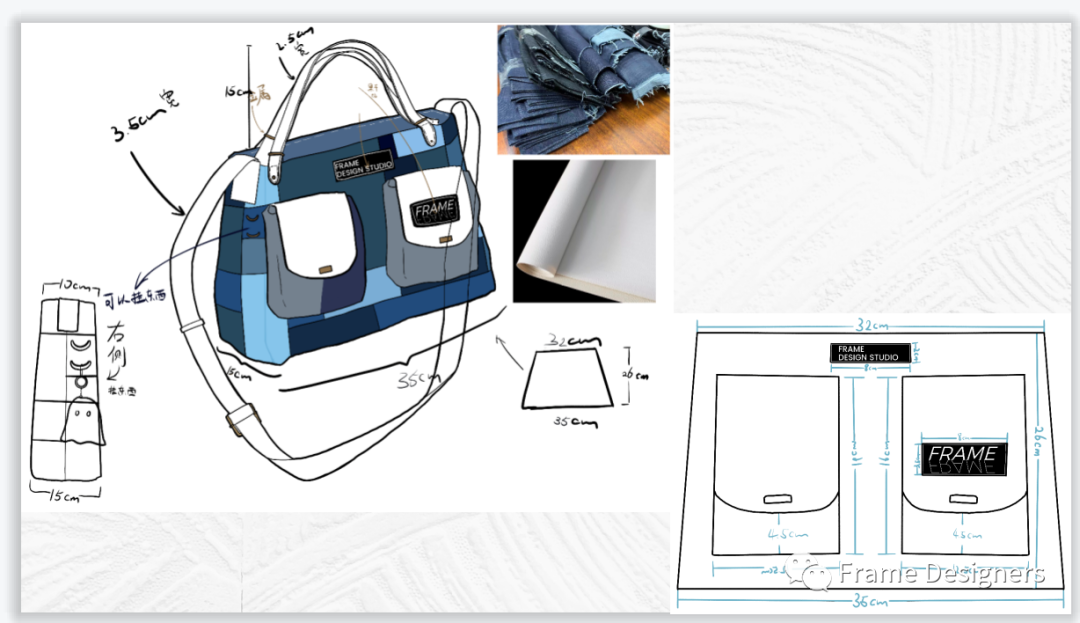 2.5cm
宽
15cm
3.5cm宽
FRAME
DESIGN STUDIO
FRAME
10cm
可以挂东西
右侧
挂东西
15cm
15cm
35cm
32cm
26cm
35cm
32cm
FRAME
DESIGN STUDIO
8cm
26cm
8cm
FRAME
FRAME
4.5cm
4.5cm
Frame Designers
36cm